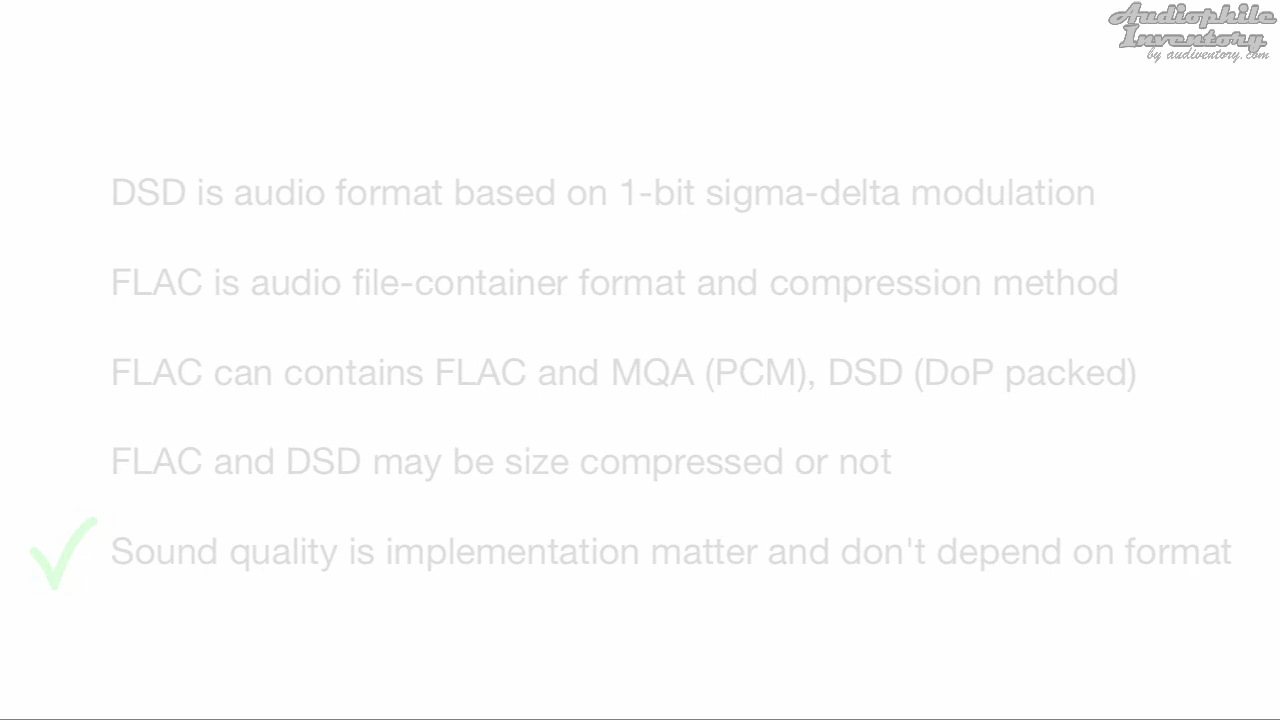 Audiophile
Inventory
by audiventory.com
DSD is audio format based on 1-bit sigma-delta modulation
FLAC is audio file-container format and compression method
FLAC can contains FLAC and MQA (PCM), DSD (DoP packed)
FLAC and DSD may be size compressed or not
Sound quality is implementation matter and don't depend on format